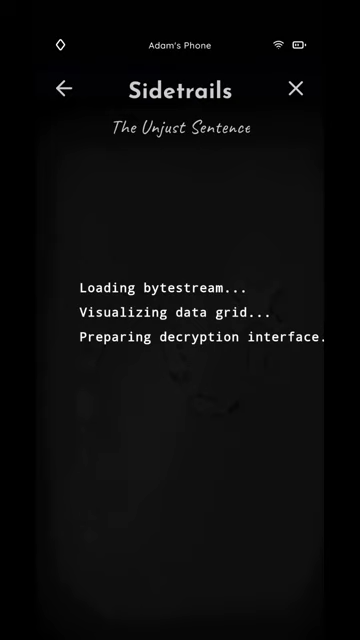 Adam's Phone
Sidetrails
The Unjust Sentence
Loading bytestream...
Visualizing data grid...
Preparing decryption interface.